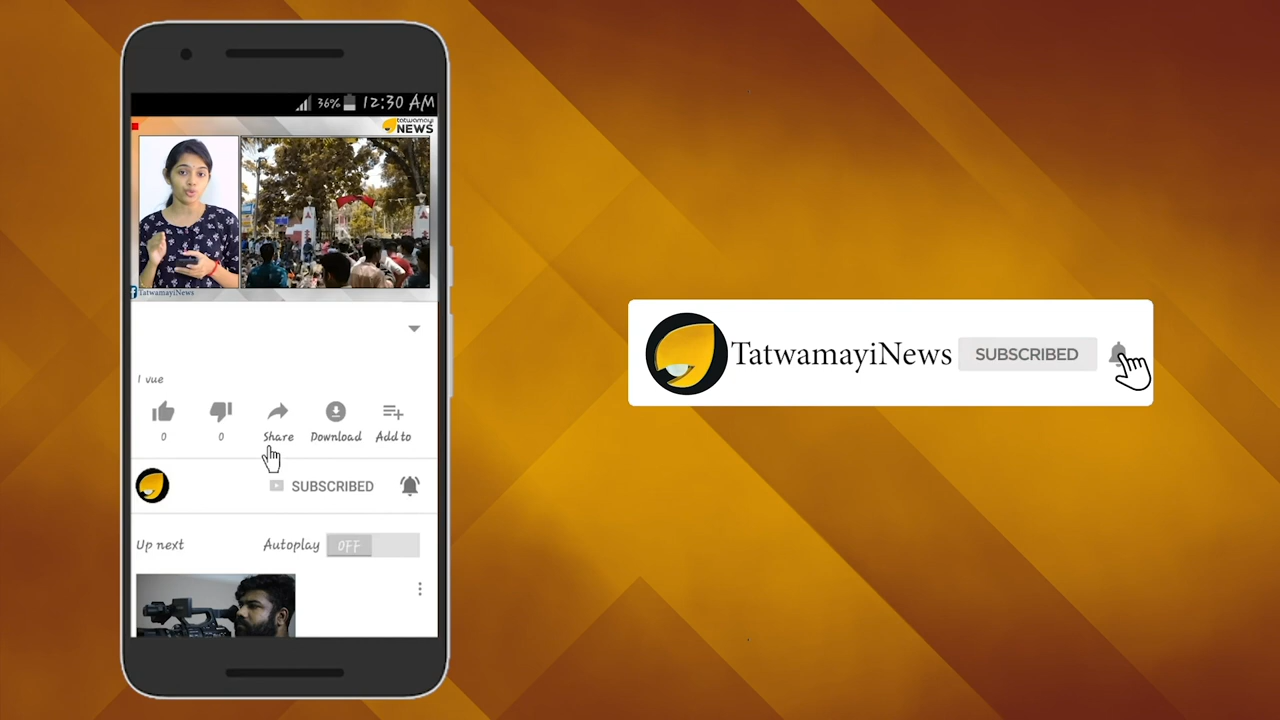 36% 12:30 AM
tatwamayi
NEWS
TatwamayiNews
1 vue
0 0 Share Download Add to
SUBSCRIBED
Up next Autoplay OFF
TatwamayiNews SUBSCRIBED